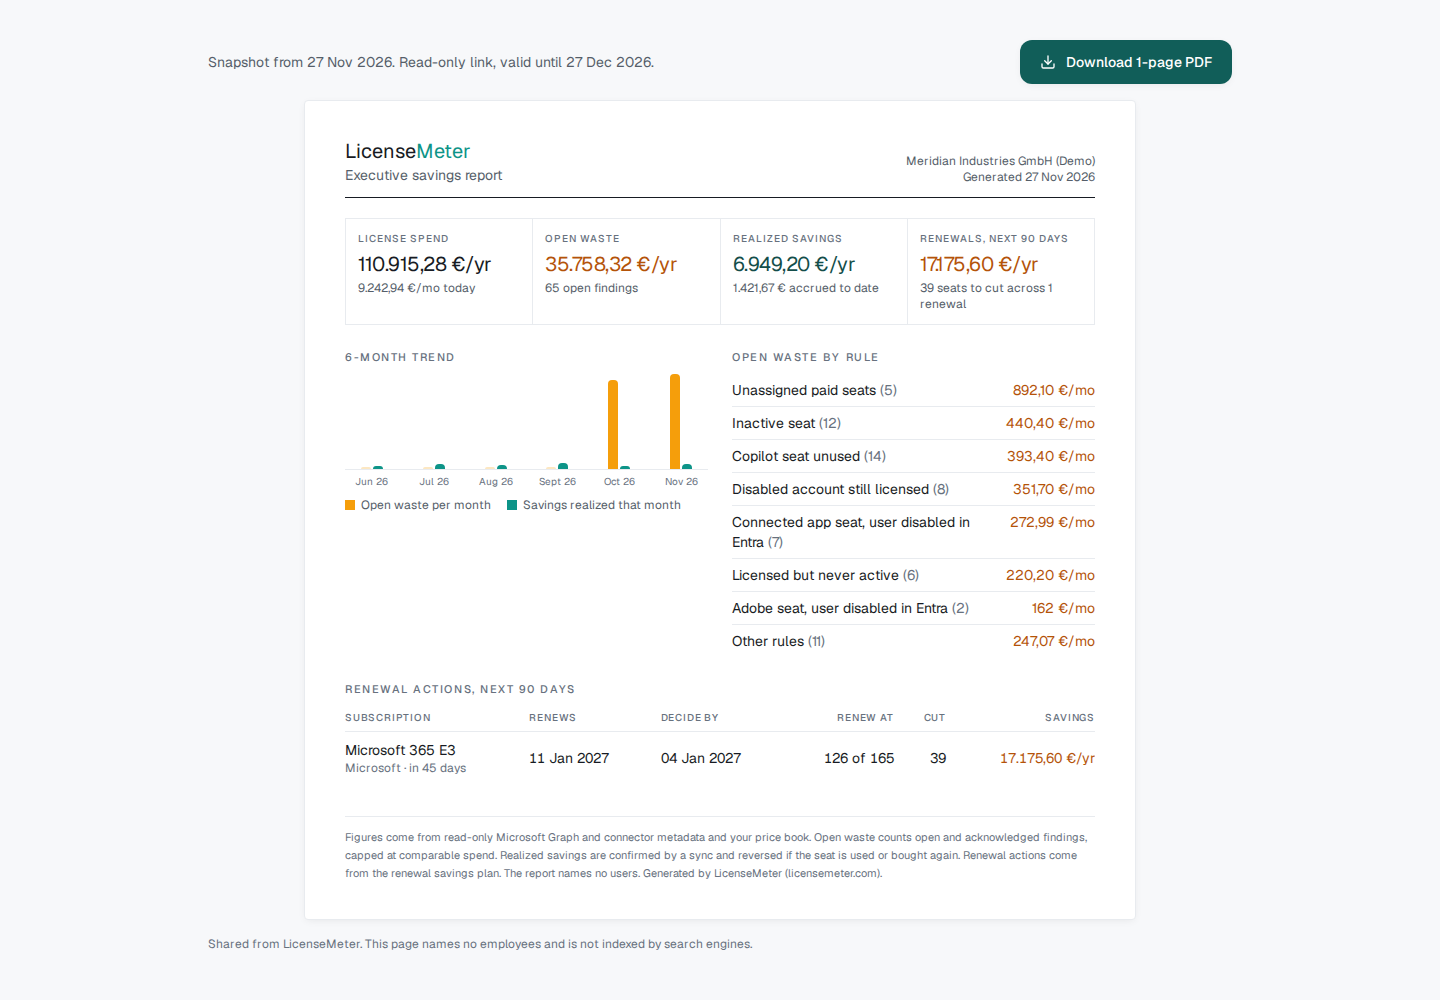 Snapshot from 27 Nov 2026. Read-only link, valid until 27 Dec 2026.
Download 1-page PDF
LicenseMeter
Executive savings report
Meridian Industries GmbH (Demo)
Generated 27 Nov 2026
LICENSE SPEND
110.915,28 €/yr
9.242,94 €/mo today
OPEN WASTE
35.758,32 €/yr
65 open findings
REALIZED SAVINGS
6.949,20 €/yr
1.421,67 € accrued to date
RENEWALS, NEXT 90 DAYS
17.175,60 €/yr
39 seats to cut across 1
renewal
6-MONTH TREND
Jun 26 Jul 26 Aug 26 Sept 26 Oct 26 Nov 26
Open waste per month Savings realized that month
OPEN WASTE BY RULE
Unassigned paid seats (5) 892,10 €/mo
Inactive seat (12) 440,40 €/mo
Copilot seat unused (14) 393,40 €/mo
Disabled account still licensed (8) 351,70 €/mo
Connected app seat, user disabled in 272,99 €/mo
Entra (7)
Licensed but never active (6) 220,20 €/mo
Adobe seat, user disabled in Entra (2) 162 €/mo
Other rules (11) 247,07 €/mo
RENEWAL ACTIONS, NEXT 90 DAYS
SUBSCRIPTION RENEWS DECIDE BY RENEW AT CUT SAVINGS
Microsoft 365 E3 11 Jan 2027 04 Jan 2027 126 of 165 39 17.175,60 €/yr
Microsoft · in 45 days
Figures come from read-only Microsoft Graph and connector metadata and your price book. Open waste counts open and acknowledged findings,
capped at comparable spend. Realized savings are confirmed by a sync and reversed if the seat is used or bought again. Renewal actions come
from the renewal savings plan. The report names no users. Generated by LicenseMeter (licensemeter.com).
Shared from LicenseMeter. This page names no employees and is not indexed by search engines.